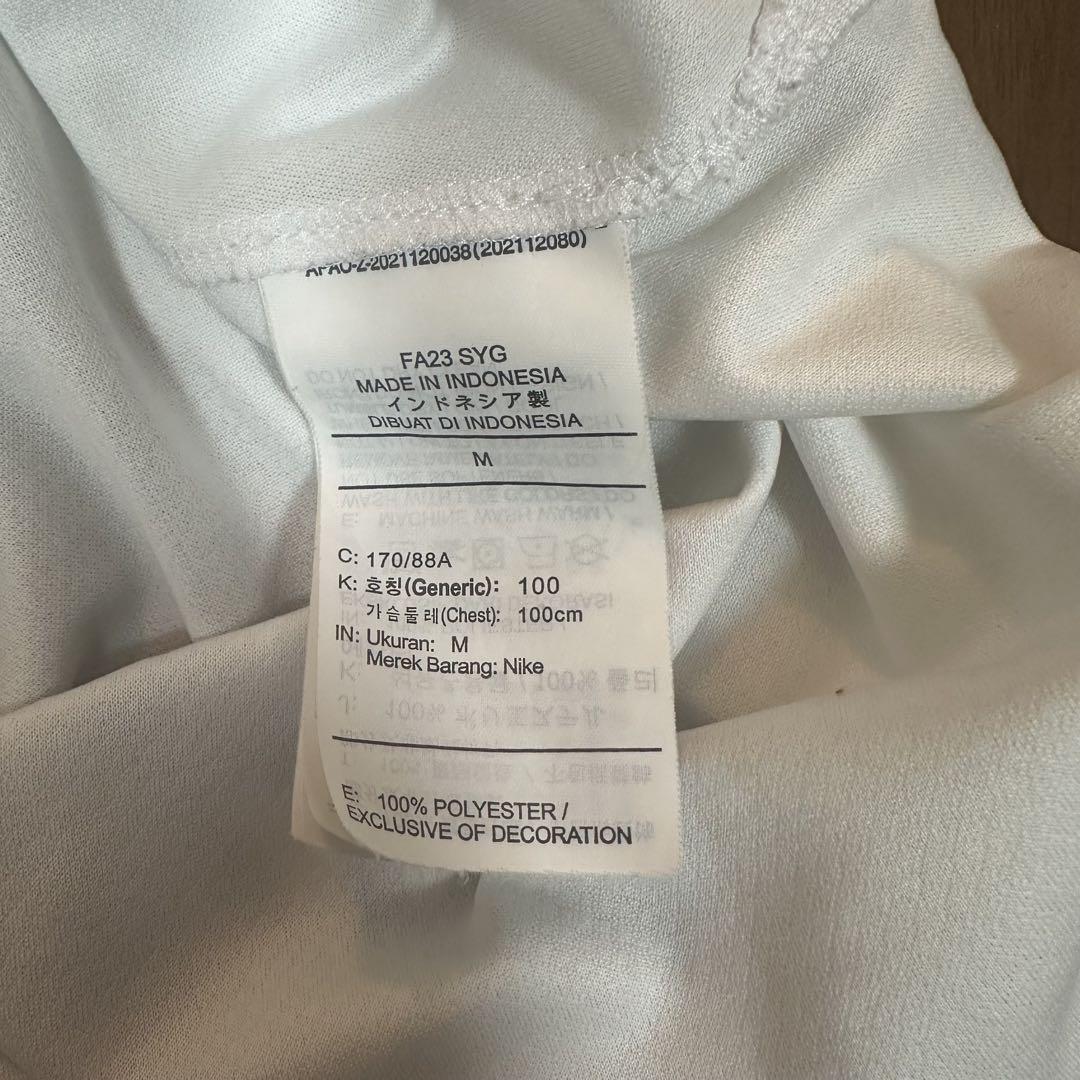 APAC-Z-2021120038(202112080)
FA23 SYG
MADE IN INDONESIA
インドネシア製
DIBUAT DI INDONESIA
M
C: 170/88A
K: 호칭(Generic): 100
가슴둘레(Chest): 100cm
IN: Ukuran: M
Merek Barang: Nike
E: 100% POLYESTER /
EXCLUSIVE OF DECORATION